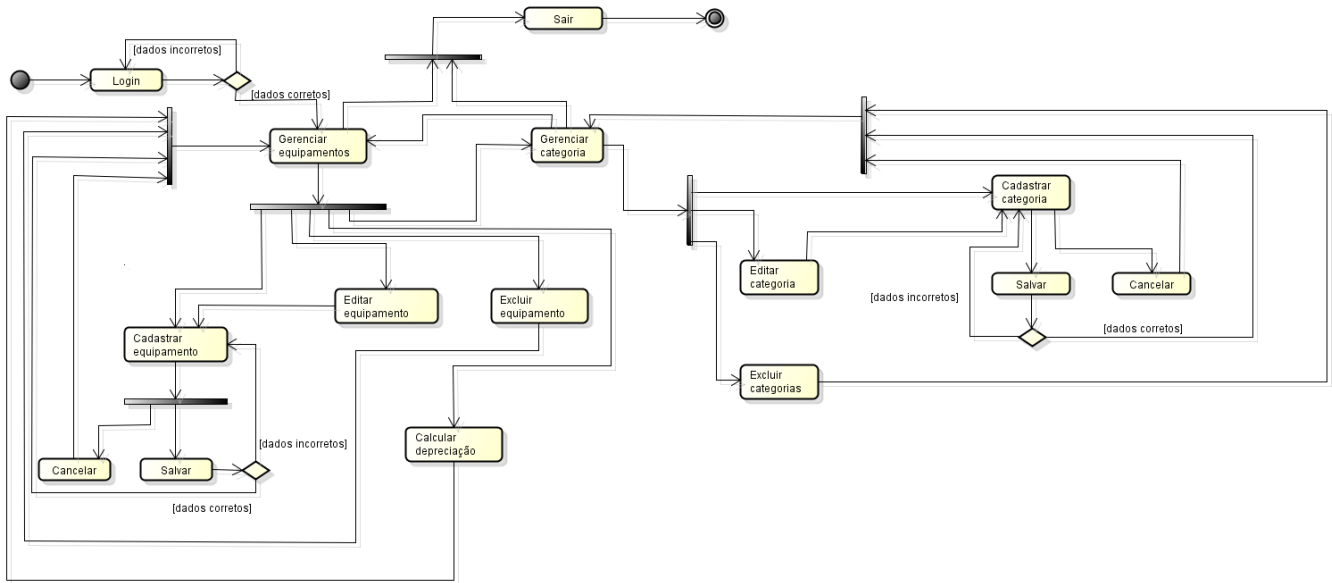 Sair
[dados incorretos]
Login
[dados corretos]
Gerenciar
equipamentos
Gerenciar
categoria
Cadastrar
categoria
Editar
categoria
Salvar
Cancelar
[dados incorretos]
[dados corretos]
Editar
equipamento
Excluir
equipamento
Cadastrar
equipamento
Excluir
categorias
Calcular
depreciação
[dados incorretos]
Cancelar
Salvar
[dados corretos]